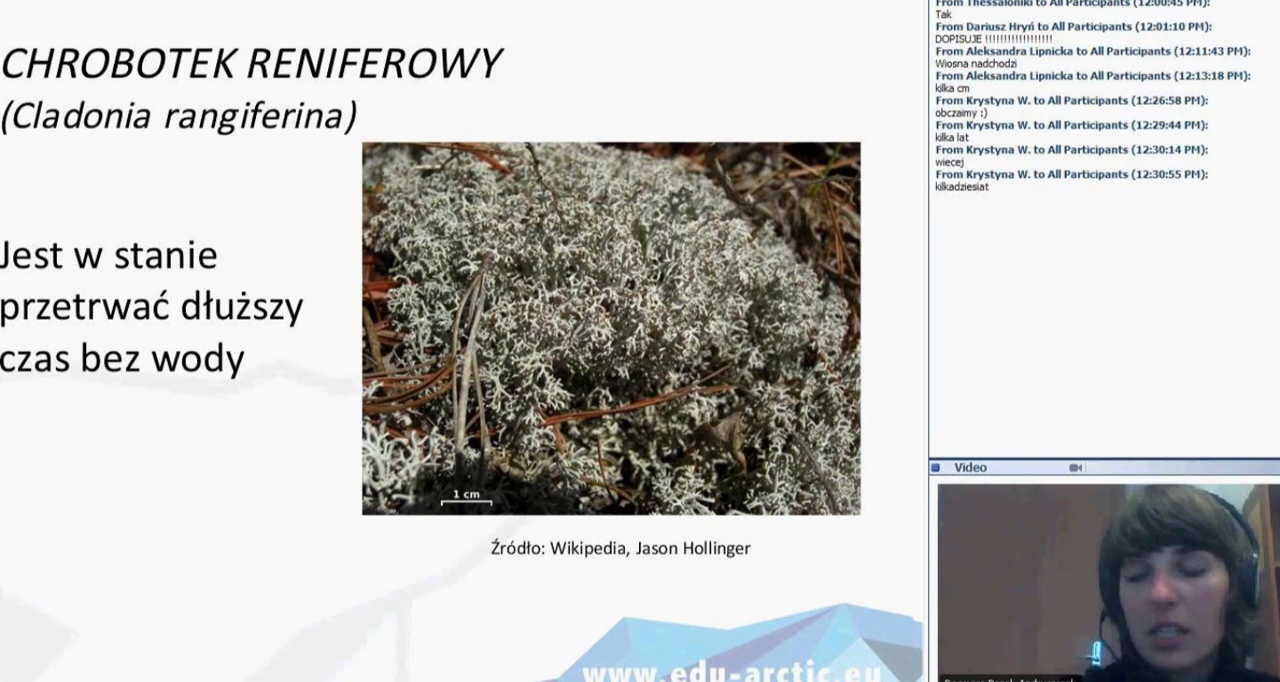 CHROBOTEK RENIFEROWY
(Cladonia rangiferina)
Jest w stanie
przetrwać dłuższy
czas bez wody
1 cm
Źródło: Wikipedia, Jason Hollinger
www.edu-arctic.eu
From Thessaloniki to All Participants (12:00:45 PM):
Tak
From Dariusz Hryń to All Participants (12:01:10 PM):
DOPISUJE !!!!!!!!!!!!!!!!!!
From Aleksandra Lipnicka to All Participants (12:11:43 PM):
Wiosna nadchodzi
From Aleksandra Lipnicka to All Participants (12:13:18 PM):
kilka cm
From Krystyna W. to All Participants (12:26:58 PM):
obczaimy :)
From Krystyna W. to All Participants (12:29:44 PM):
kilka lat
From Krystyna W. to All Participants (12:30:14 PM):
wiecej
From Krystyna W. to All Participants (12:30:55 PM):
kilkadziesiat
Video